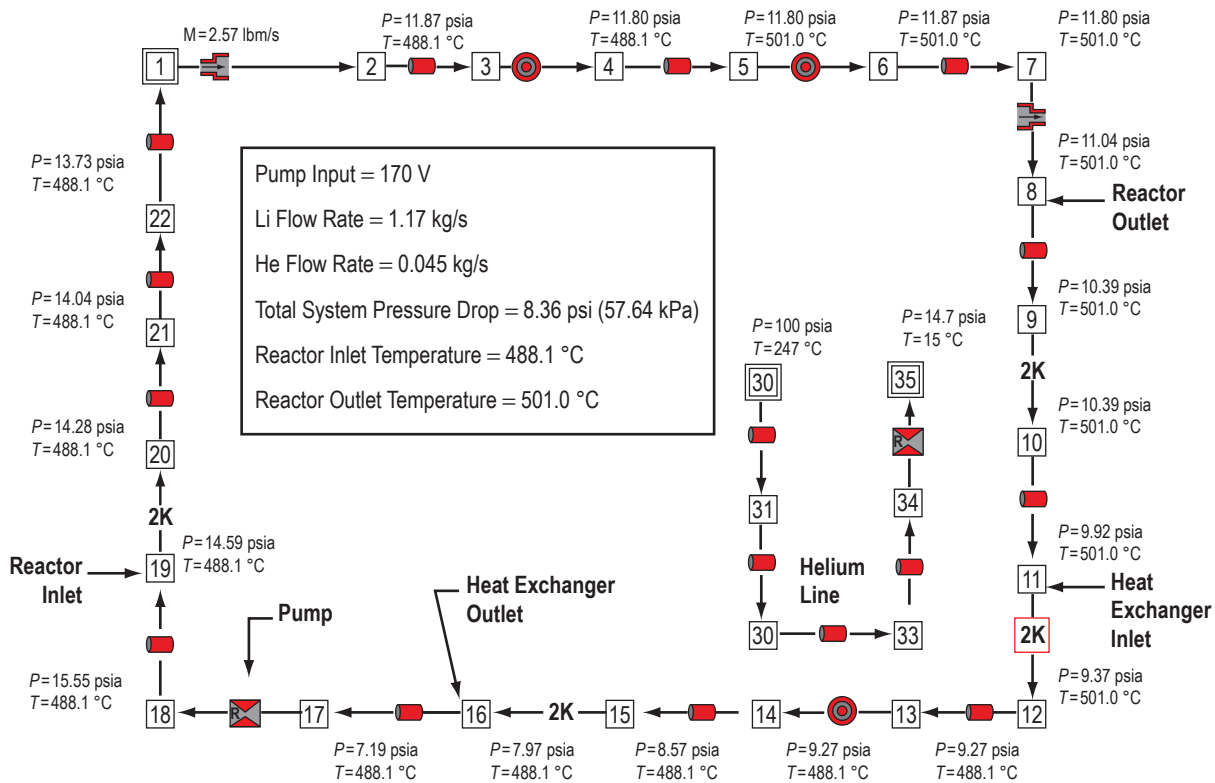 M=2.57 lbm/s
P=11.87 psia
T=488.1 °C
P=11.80 psia
T=488.1 °C
P=11.80 psia
T=501.0 °C
P=11.87 psia
T=501.0 °C
P=11.80 psia
T=501.0 °C
1
2
3
4
5
6
7
P=11.04 psia
T=501.0 °C
8
Reactor
Outlet
P=10.39 psia
T=501.0 °C
9
2K
P=10.39 psia
T=501.0 °C
10
P=9.92 psia
T=501.0 °C
11
Heat
Exchanger
Inlet
2K
P=9.37 psia
T=501.0 °C
12
13
14
15
2K
16
17
R
18
P=9.27 psia
T=488.1 °C
P=9.27 psia
T=488.1 °C
P=8.57 psia
T=488.1 °C
P=7.97 psia
T=488.1 °C
P=7.19 psia
T=488.1 °C
Heat Exchanger
Outlet
Pump
P=15.55 psia
T=488.1 °C
Reactor
Inlet
19
P=14.59 psia
T=488.1 °C
2K
20
P=14.28 psia
T=488.1 °C
21
P=14.04 psia
T=488.1 °C
22
P=13.73 psia
T=488.1 °C
Pump Input = 170 V
Li Flow Rate = 1.17 kg/s
He Flow Rate = 0.045 kg/s
Total System Pressure Drop = 8.36 psi (57.64 kPa)
Reactor Inlet Temperature = 488.1 °C
Reactor Outlet Temperature = 501.0 °C
P=100 psia
T=247 °C
30
31
30
Helium
Line
33
34
R
35
P=14.7 psia
T=15 °C